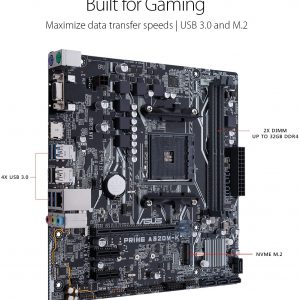 Built for Gaming
Maximize data transfer speeds | USB 3.0 and M.2
2X DIMM
UP TO 32GB DDR4
4X USB 3.0
ASUS
PRIME A320M-K
NVME M.2